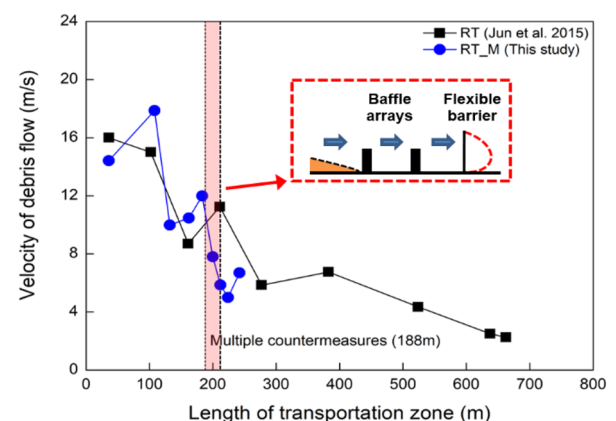 24
20
16
12
8
4
0
Velocity of debris flow (m/s)
RT (Jun et al. 2015)
RT_M (This study)
Baffle
arrays
Flexible
barrier
Multiple countermeasures (188m)
0 100 200 300 400 500 600 700 800
Length of transportation zone (m)